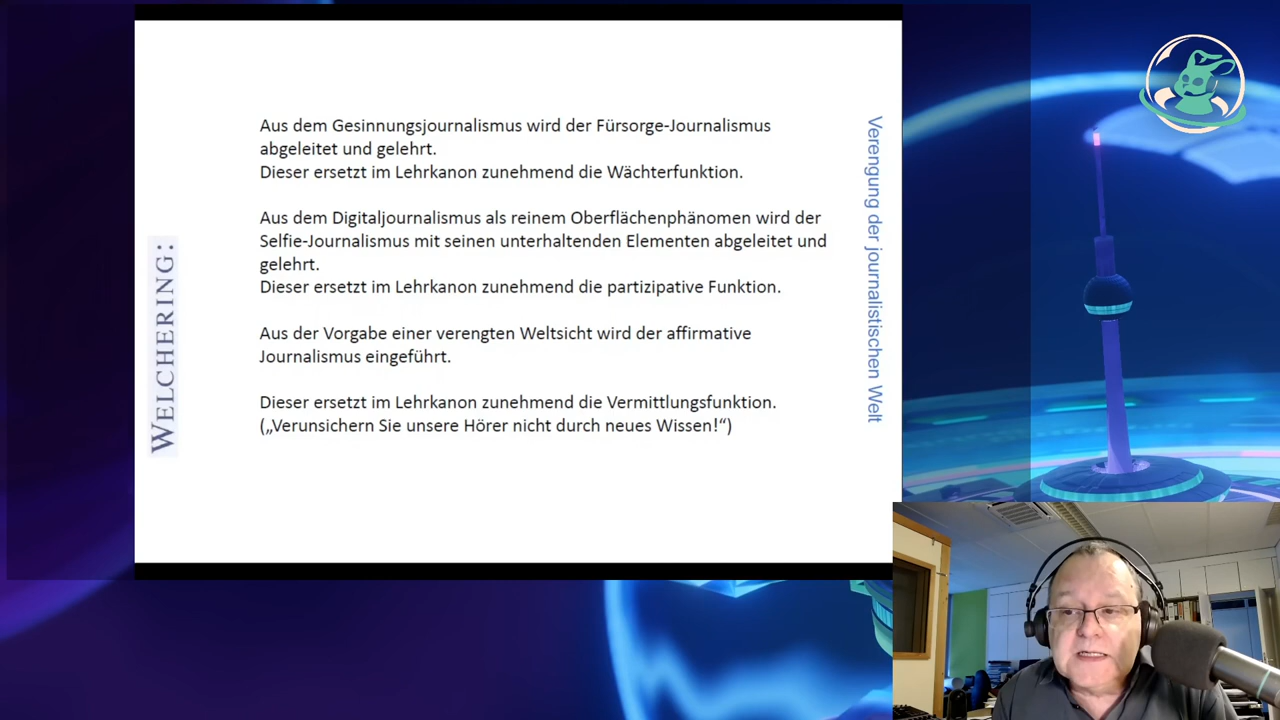 WELCHERING:
Aus dem Gesinnungsjournalismus wird der Fürsorge-Journalismus
abgeleitet und gelehrt.
Dieser ersetzt im Lehrkanon zunehmend die Wächterfunktion.
Aus dem Digitaljournalismus als reinem Oberflächenphänomen wird der
Selfie-Journalismus mit seinen unterhaltenden Elementen abgeleitet und
gelehrt.
Dieser ersetzt im Lehrkanon zunehmend die partizipative Funktion.
Aus der Vorgabe einer verengten Weltsicht wird der affirmative
Journalismus eingeführt.
Dieser ersetzt im Lehrkanon zunehmend die Vermittlungsfunktion.
(„Verunsichern Sie unsere Hörer nicht durch neues Wissen!“)
Verengung der journalistischen Welt